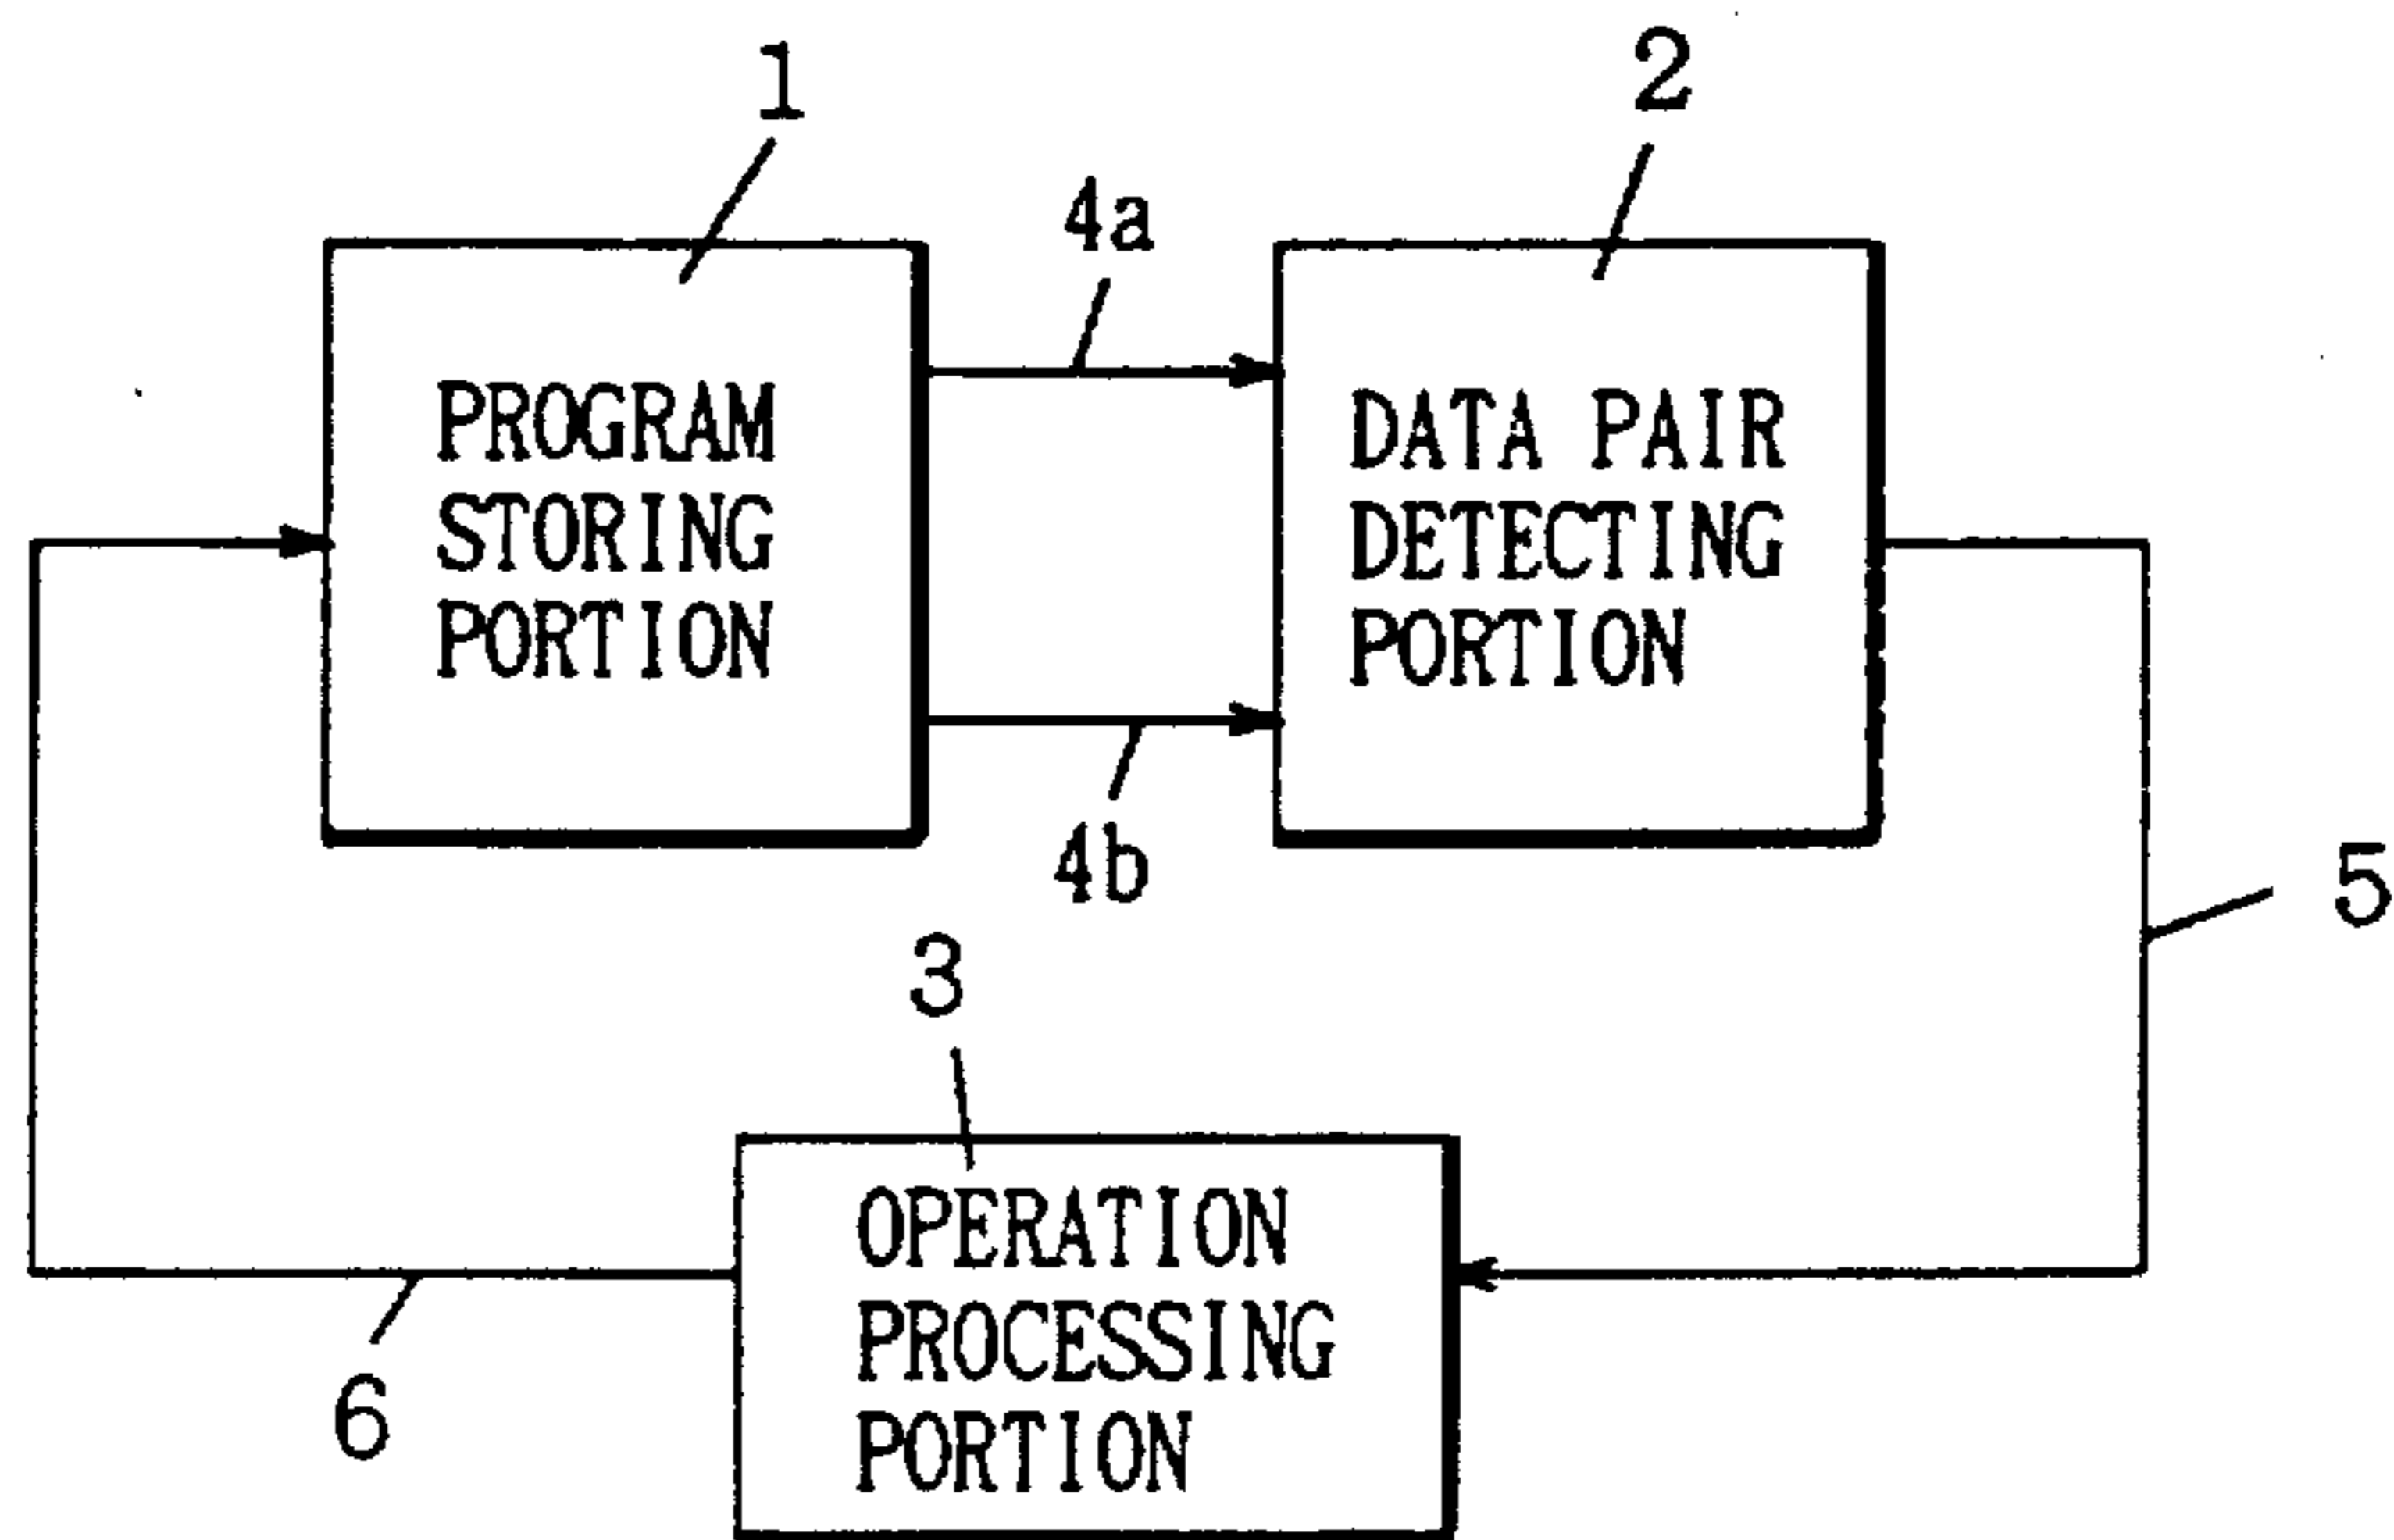 1
2
4a
PROGRAM
STORING
PORTION
DATA PAIR
DETECTING
PORTION
4b
5
3
OPERATION
PROCESSING
PORTION
6